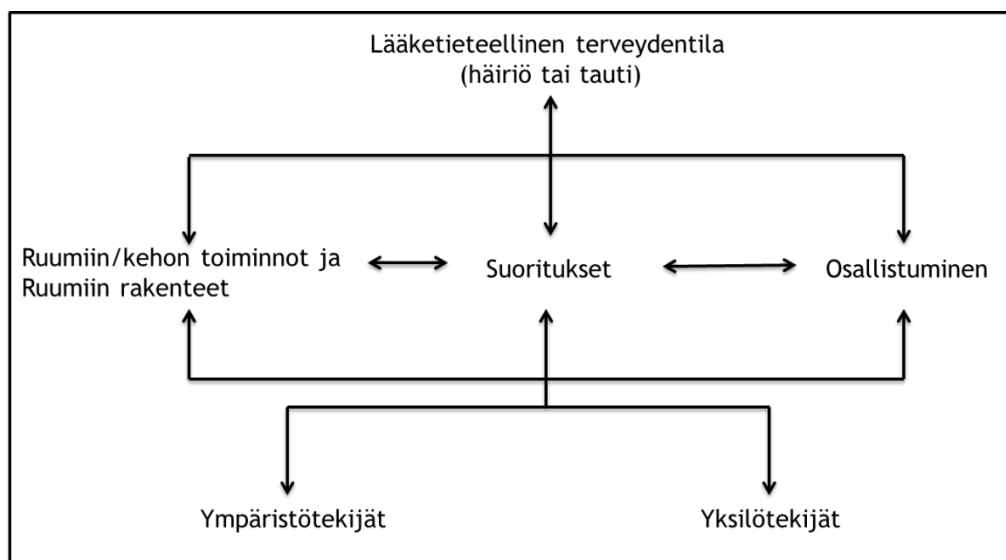 Lääketieteellinen terveydentila
(häiriö tai tauti)
Ruumiin/kehon toiminnot ja
Ruumiin rakenteet
Suoritukset
Osallistuminen
Ympäristötekijät
Yksilötekijät